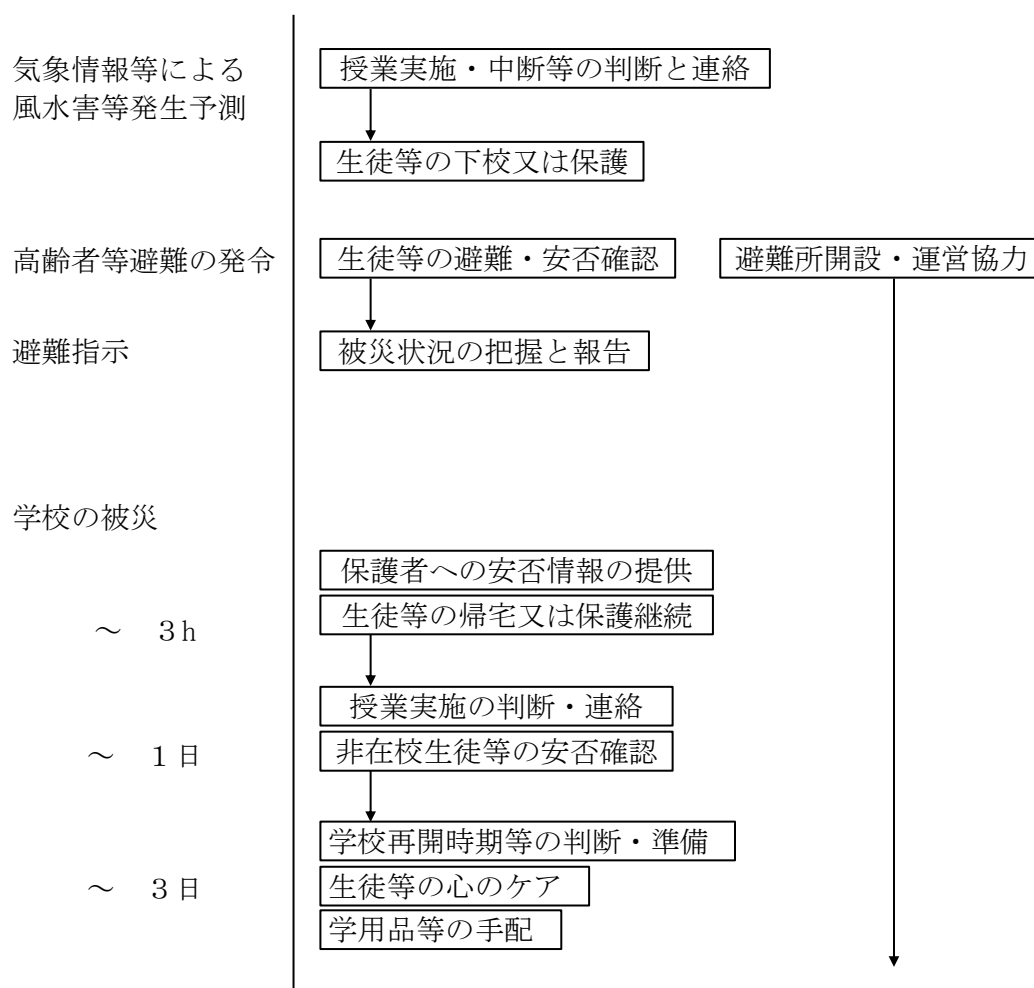 気象情報等による
風水害等発生予測
授業実施・中断等の判断と連絡
生徒等の下校又は保護
高齢者等避難の発令
生徒等の避難・安否確認
避難所開設・運営協力
避難指示
被災状況の把握と報告
学校の被災
保護者への安否情報の提供
～　３h
生徒等の帰宅又は保護継続
授業実施の判断・連絡
～　１日
非在校生徒等の安否確認
学校再開時期等の判断・準備
～　３日
生徒等の心のケア
学用品等の手配